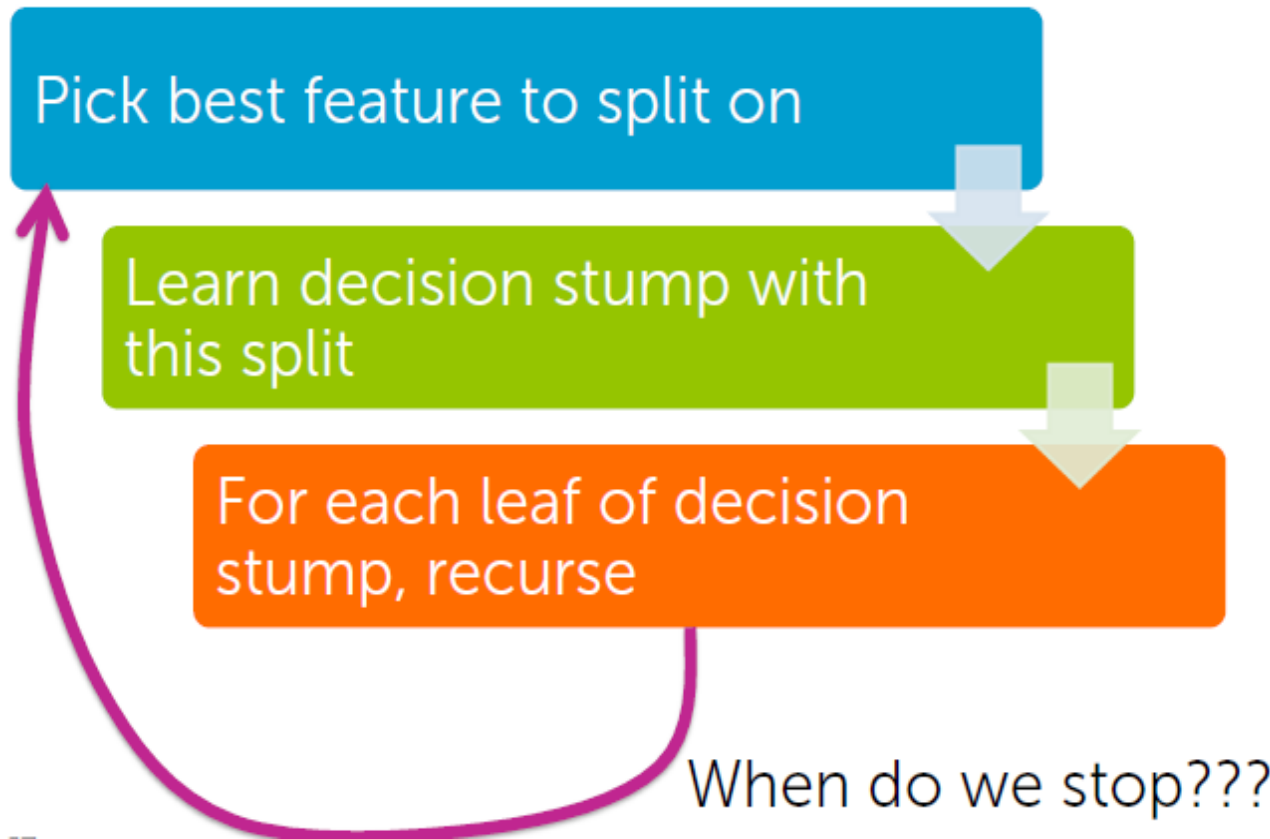 Pick best feature to split on
Learn decision stump with
this split
For each leaf of decision
stump, recurse
When do we stop???